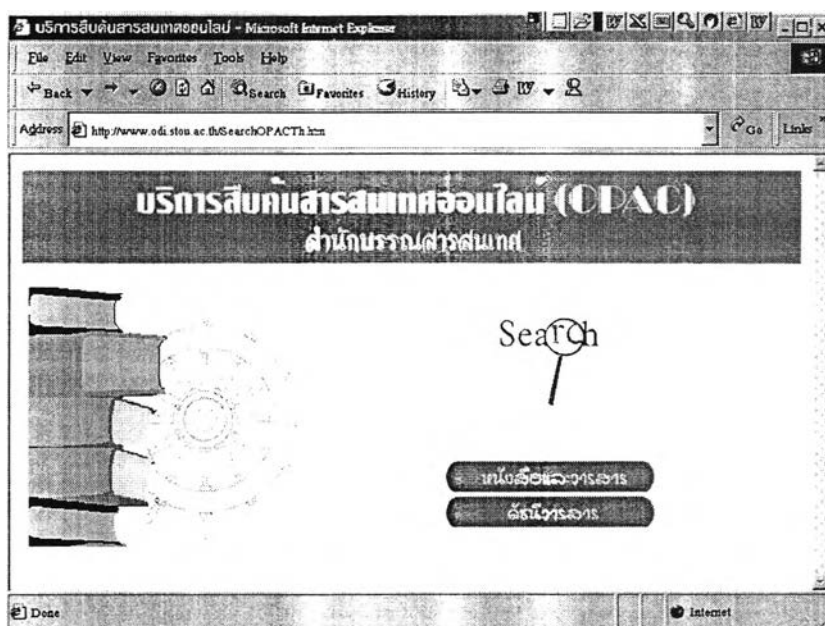 บริการสืบค้นสารสนเทศออนไลน์ - Microsoft Internet Explorer
File Edit View Favorites Tools Help
Back Search Favorites History
Address http://www.odi.stou.ac.th/SearchOPACTh.htm Go Links
บริการสืบค้นสารสนเทศออนไลน์ (OPAC)
สำนักบรรณสารสนเทศ
Search
หนังสือและวารสาร
ดัชนีวารสาร
Done Internet